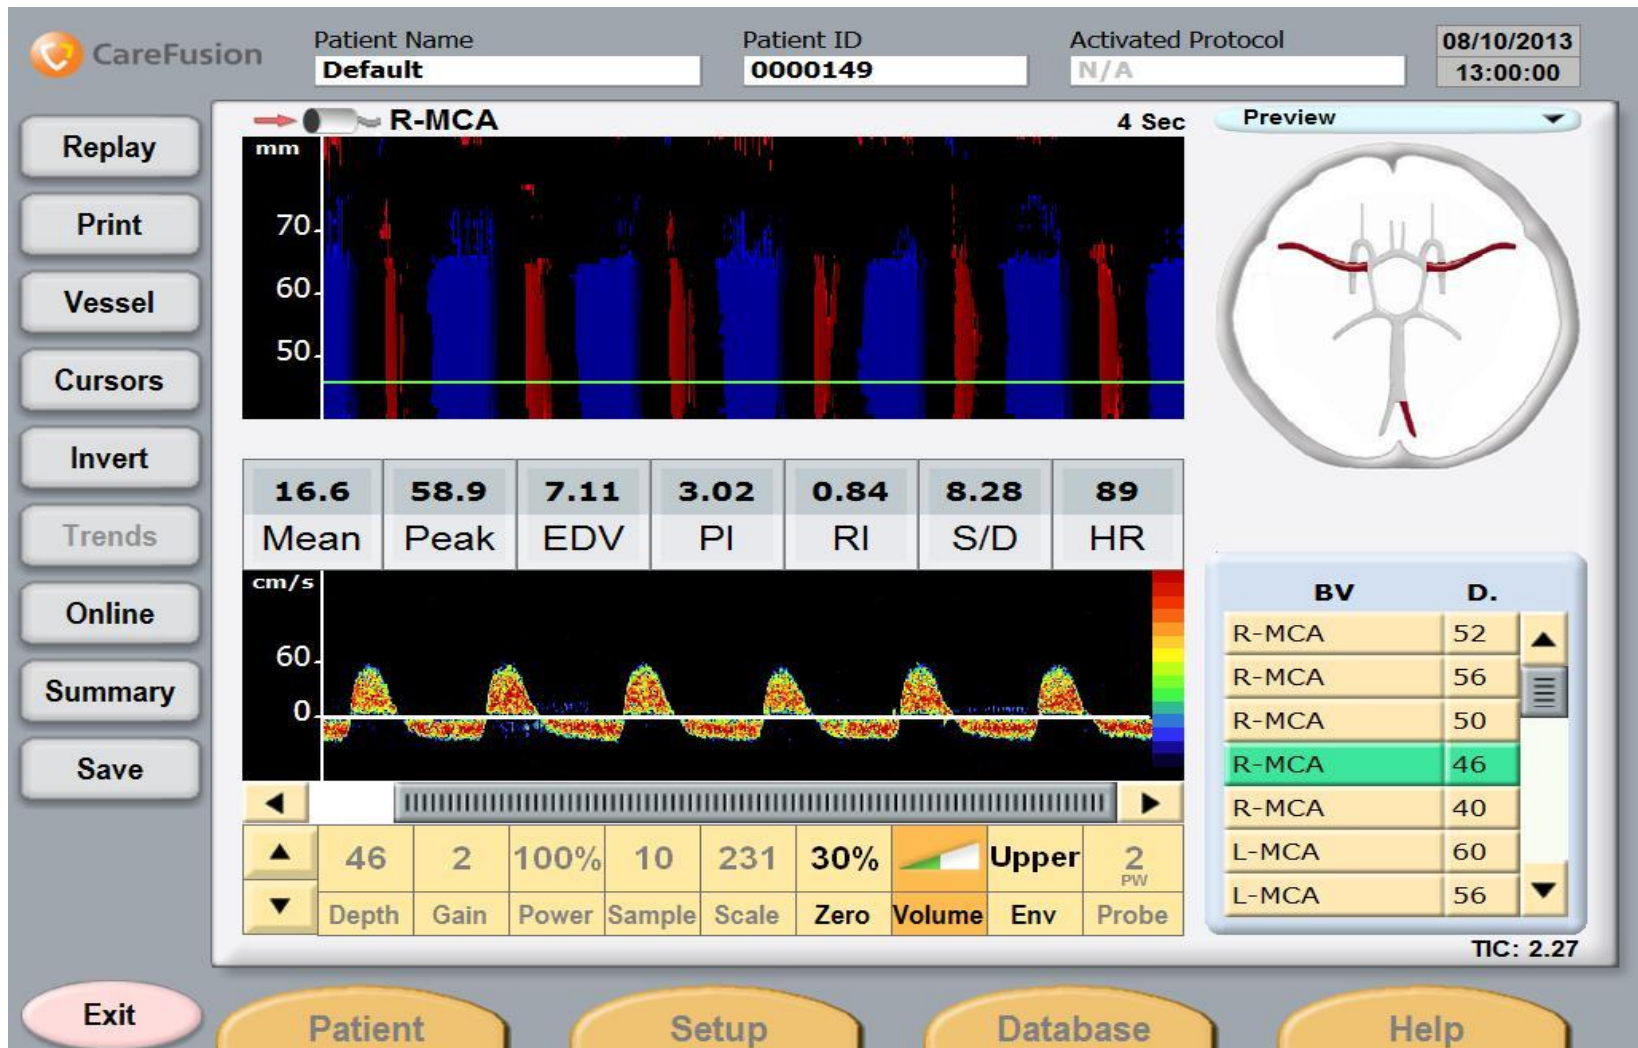 CareFusion
Patient Name
Default
Patient ID
0000149
Activated Protocol
N/A
08/10/2013
13:00:00
Replay
Print
Vessel
Cursors
Invert
Trends
Online
Summary
Save
Exit
R-MCA
4 Sec
mm
70
60
50
16.6 58.9 7.11 3.02 0.84 8.28 89
Mean Peak EDV PI RI S/D HR
cm/s
60
0
46 2 100% 10 231 30% Upper 2
PW
Depth Gain Power Sample Scale Zero Volume Env Probe
Preview
BV D.
R-MCA 52
R-MCA 56
R-MCA 50
R-MCA 46
R-MCA 40
L-MCA 60
L-MCA 56
TIC: 2.27
Patient Setup Database Help